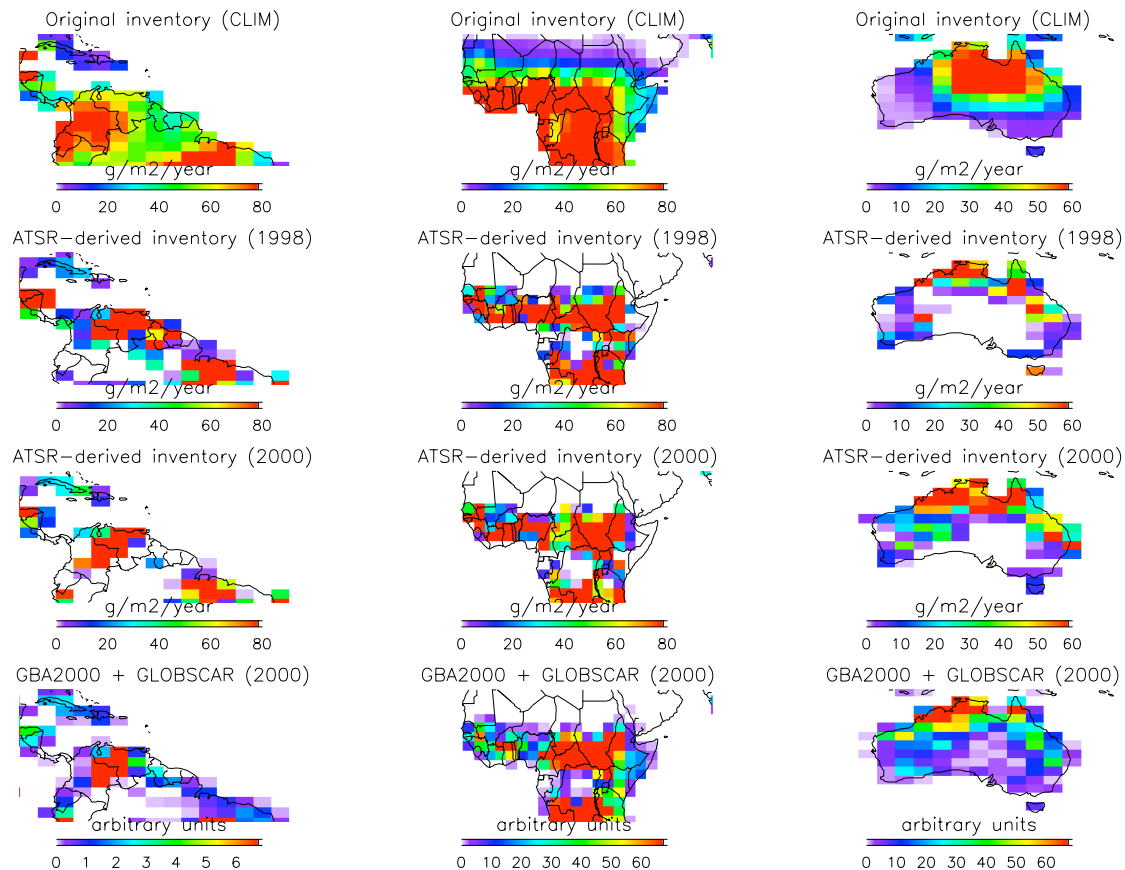 Original inventory (CLIM) Original inventory (CLIM) Original inventory (CLIM)
g/m2/year g/m2/year g/m2/year
0 20 40 60 80 0 20 40 60 80 0 10 20 30 40 50 60
ATSR-derived inventory (1998) ATSR-derived inventory (1998) ATSR-derived inventory (1998)
g/m2/year g/m2/year g/m2/year
0 20 40 60 80 0 20 40 60 80 0 10 20 30 40 50 60
ATSR-derived inventory (2000) ATSR-derived inventory (2000) ATSR-derived inventory (2000)
g/m2/year g/m2/year g/m2/year
0 20 40 60 80 0 20 40 60 80 0 10 20 30 40 50 60
GBA2000 + GLOBSCAR (2000) GBA2000 + GLOBSCAR (2000) GBA2000 + GLOBSCAR (2000)
arbitrary units arbitrary units arbitrary units
0 1 2 3 4 5 6 0 10 20 30 40 50 60 0 10 20 30 40 50 60